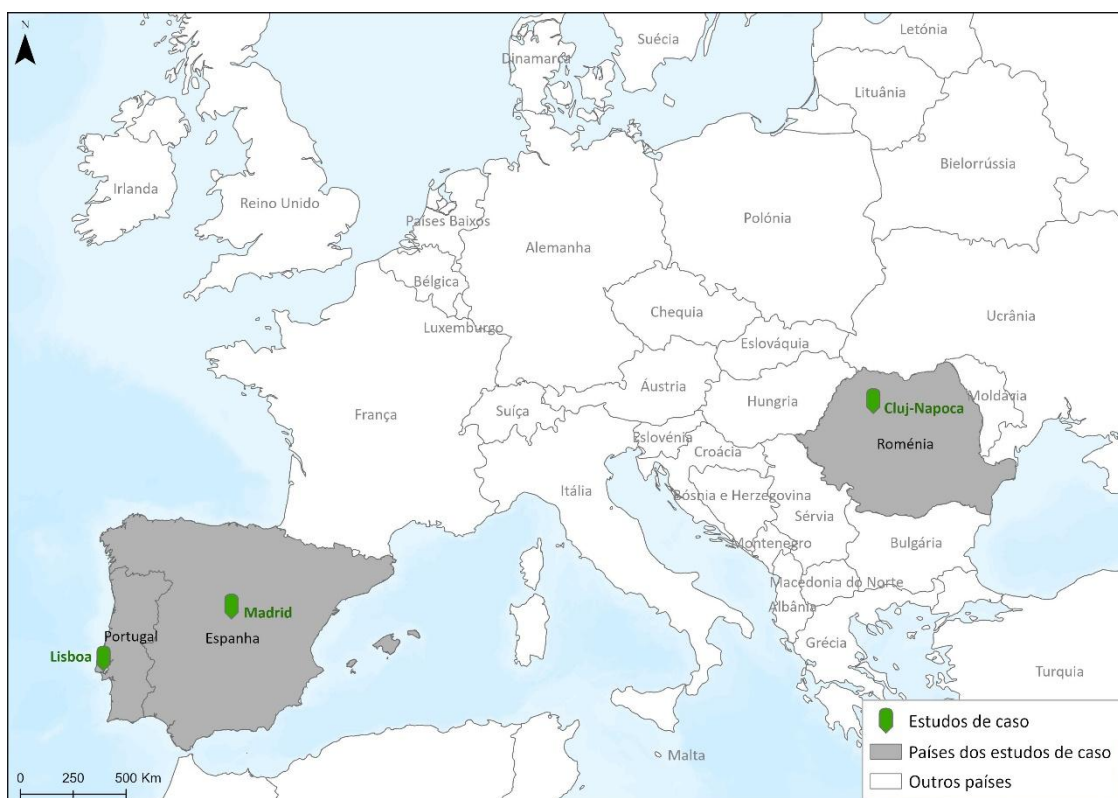 N
Suécia
Letónia
Dinamarca
Lituânia
Bielorrússia
Irlanda
Reino Unido
Países Baixos
Polónia
Alemanha
Bélgica
Chequia
Luxemburgo
Ucrânia
Eslováquia
Áustria
Suíça
Hungria
Moldávia
França
Cluj-Napoca
Eslovénia
Roménia
Croácia
Itália
Bósnia e Herzegovina
Sérvia
Montenegro
Bulgária
Macedonia do Norte
Albânia
Madrid
Portugal
Espanha
Grécia
Lisboa
Turquia
Malta
Estudos de caso
Países dos estudos de caso
Outros países
0 250 500 Km